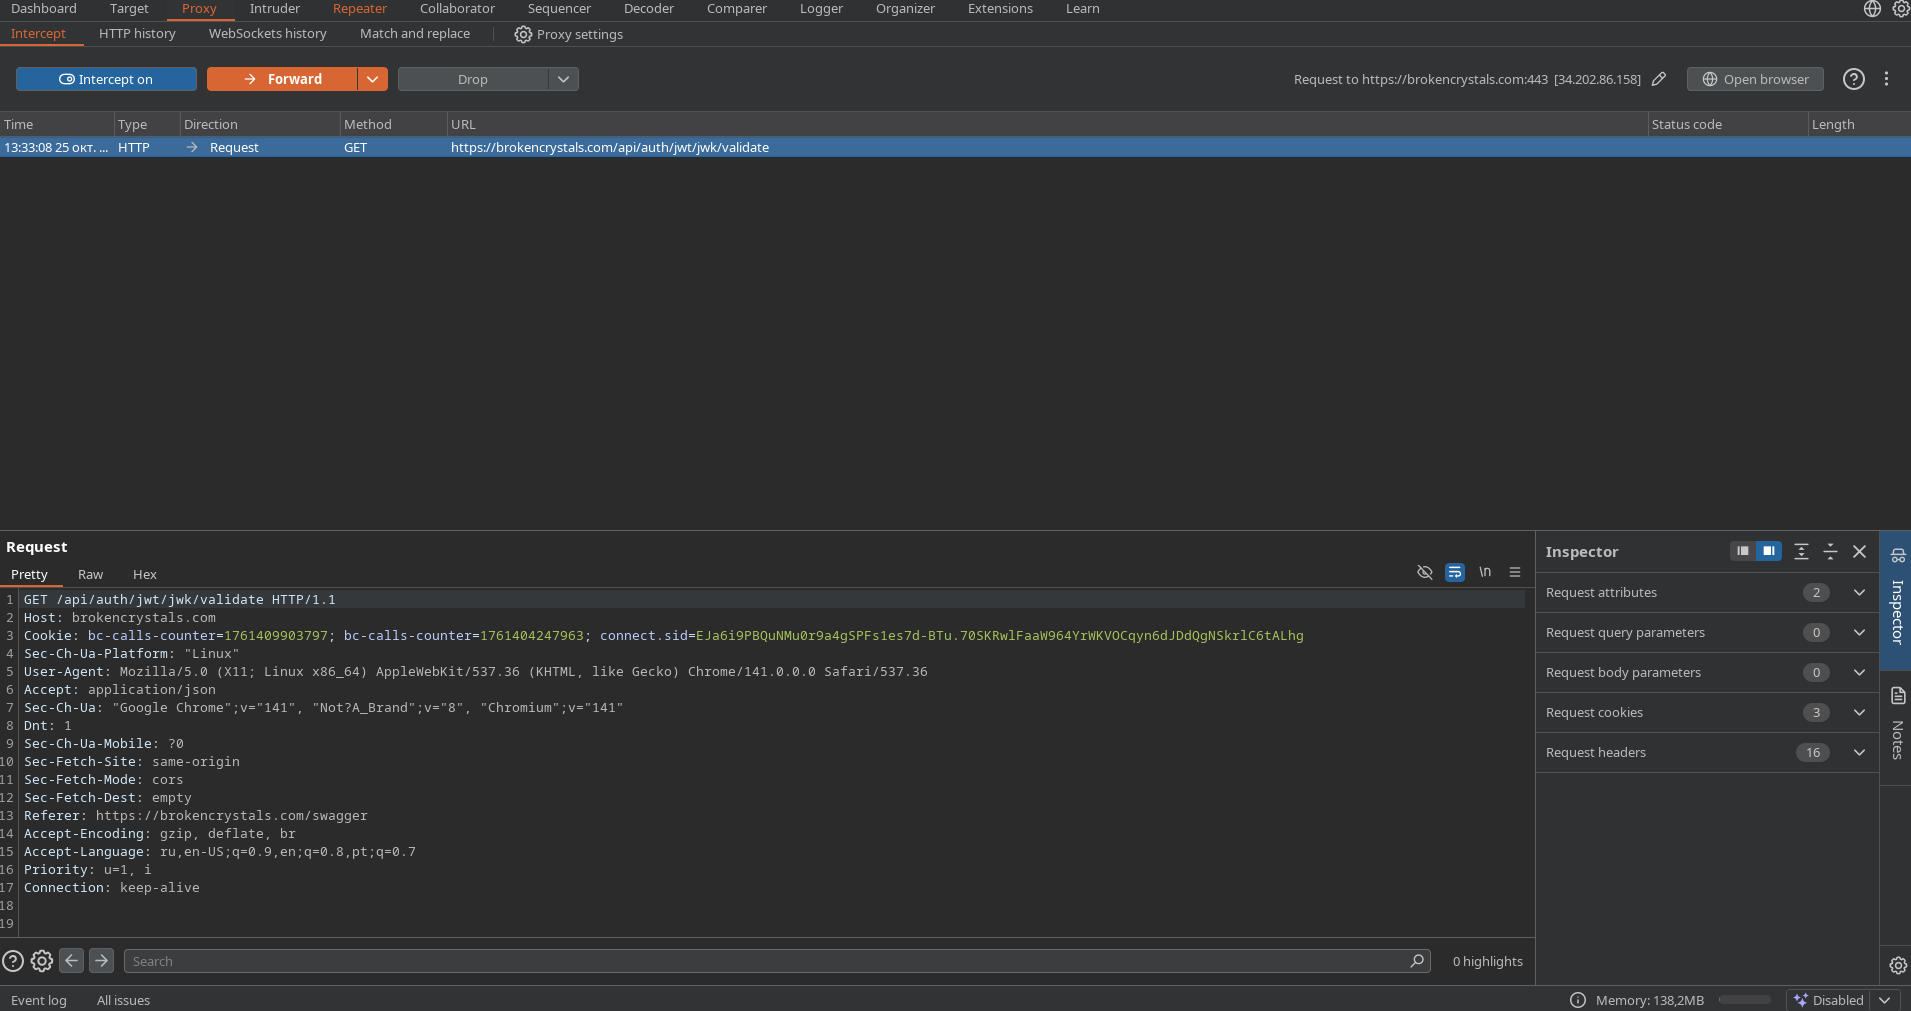 Dashboard Target Proxy Intruder Repeater Collaborator Sequencer Decoder Comparer Logger Organizer Extensions Learn
Intercept HTTP history WebSockets history Match and replace Proxy settings
Intercept on Forward Drop Request to https://brokencrystals.com:443 [34.202.86.158] Open browser
Time Type Direction Method URL Status code Length
13:33:08 25 окт. ... HTTP Request GET https://brokencrystals.com/api/auth/jwt/jwk/validate
Request
Pretty Raw Hex \n
1 GET /api/auth/jwt/jwk/validate HTTP/1.1
2 Host: brokencrystals.com
3 Cookie: bc-calls-counter=1761409903797; bc-calls-counter=1761404247963; connect.sid=EJa6i9PBQuNMu0r9a4gSPFs1es7d-BTu.70SKRwlFaaW964YrWKVOCqyn6dJDdQgNSkrlC6tALhg
4 Sec-Ch-Ua-Platform: "Linux"
5 User-Agent: Mozilla/5.0 (X11; Linux x86_64) AppleWebKit/537.36 (KHTML, like Gecko) Chrome/141.0.0.0 Safari/537.36
6 Accept: application/json
7 Sec-Ch-Ua: "Google Chrome";v="141", "Not?A_Brand";v="8", "Chromium";v="141"
8 Dnt: 1
9 Sec-Ch-Ua-Mobile: ?0
10 Sec-Fetch-Site: same-origin
11 Sec-Fetch-Mode: cors
12 Sec-Fetch-Dest: empty
13 Referer: https://brokencrystals.com/swagger
14 Accept-Encoding: gzip, deflate, br
15 Accept-Language: ru,en-US;q=0.9,en;q=0.8,pt;q=0.7
16 Priority: u=1, i
17 Connection: keep-alive
18
19
Search 0 highlights
Inspector
Request attributes 2
Request query parameters 0
Request body parameters 0
Request cookies 3
Request headers 16
Inspector
Notes
Event log All issues Memory: 138,2MB Disabled